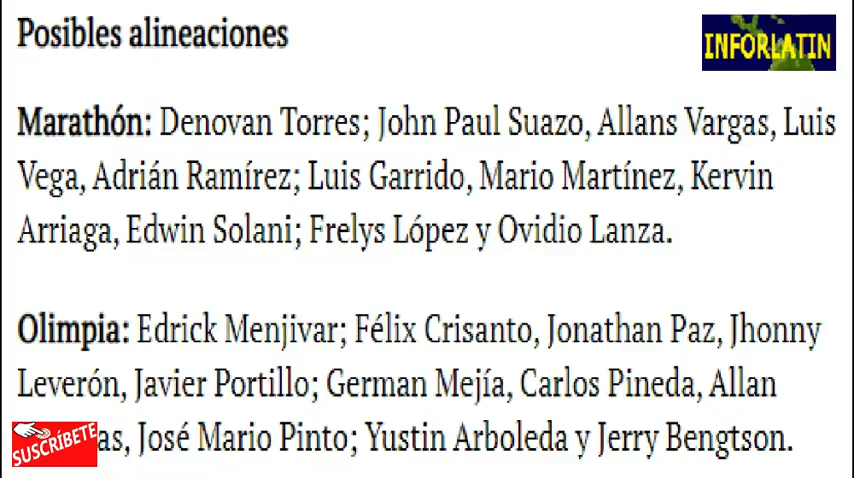 Posibles alineaciones
INFORLATIN
Marathón: Denovan Torres; John Paul Suazo, Allans Vargas, Luis
Vega, Adrián Ramírez; Luis Garrido, Mario Martínez, Kervin
Arriaga, Edwin Solani; Frelys López y Ovidio Lanza.
Olimpia: Edrick Menjivar; Félix Crisanto, Jonathan Paz, Jhonny
Leverón, Javier Portillo; German Mejía, Carlos Pineda, Allan
SUSCRÍBETE
as, José Mario Pinto; Yustin Arboleda y Jerry Bengtson.